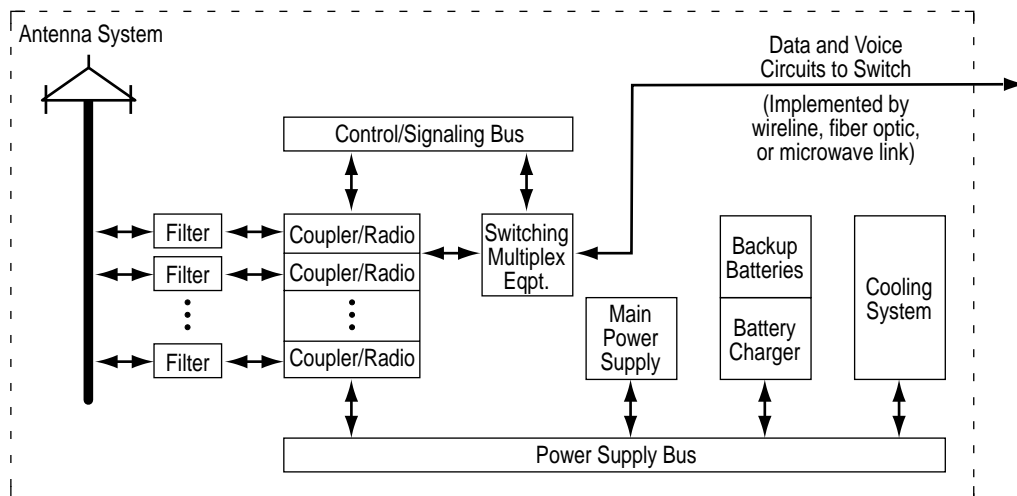 Antenna System
Data and Voice
Circuits to Switch
(Implemented by
wireline, fiber optic,
or microwave link)
Control/Signaling Bus
Filter
Coupler/Radio
Switching
Multiplex
Eqpt.
Filter
Coupler/Radio
Filter
Coupler/Radio
Main
Power
Supply
Backup
Batteries
Battery
Charger
Cooling
System
Power Supply Bus